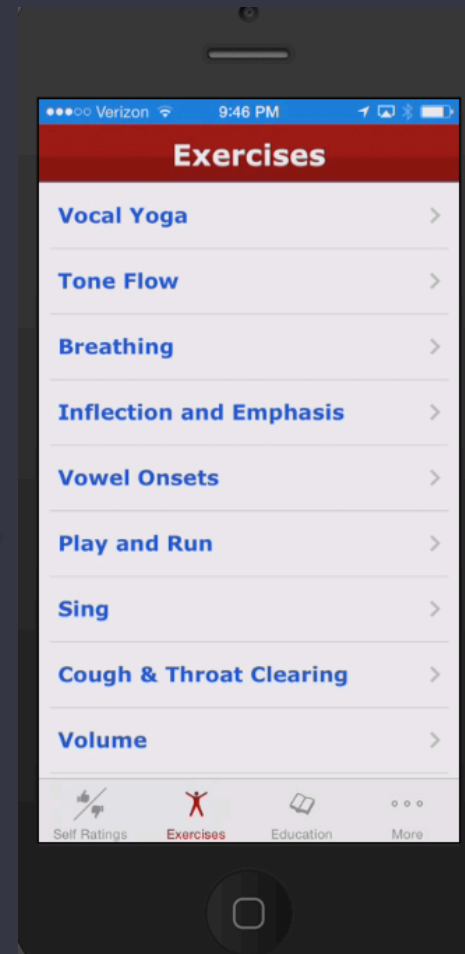 Verizon 9:46 PM
Exercises
Vocal Yoga
Tone Flow
Breathing
Inflection and Emphasis
Vowel Onsets
Play and Run
Sing
Cough & Throat Clearing
Volume
Self Ratings Exercises Education More